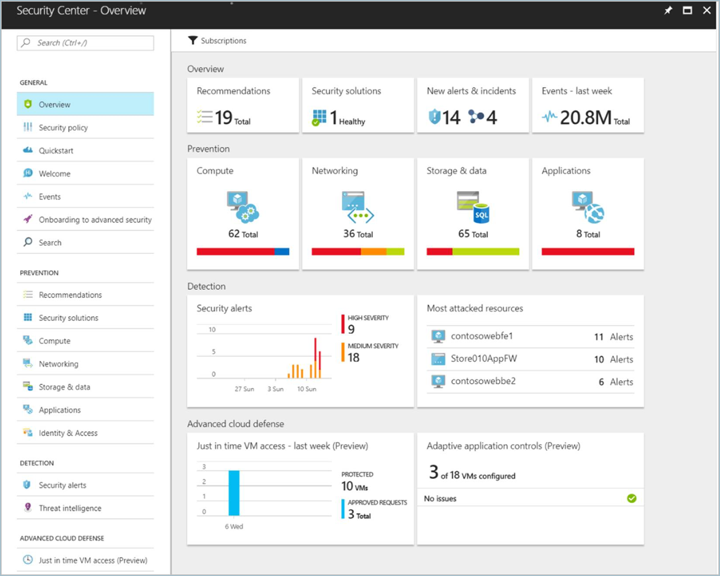 Security Center - Overview
Search (Ctrl+/)
GENERAL
Overview
Security policy
Quickstart
Welcome
Events
Onboarding to advanced security
Search
PREVENTION
Recommendations
Security solutions
Compute
Networking
Storage & data
Applications
Identity & Access
DETECTION
Security alerts
Threat intelligence
ADVANCED CLOUD DEFENSE
Just in time VM access (Preview)
Subscriptions
Overview
Recommendations
19 Total
Security solutions
1 Healthy
New alerts & incidents
14 4
Events - last week
20.8M Total
Prevention
Compute
62 Total
Networking
36 Total
Storage & data
SQL
65 Total
Applications
8 Total
Detection
Security alerts
10
5
0
27 Sun 3 Sun 10 Sun
HIGH SEVERITY
9
MEDIUM SEVERITY
18
Most attacked resources
contosowebfe1 11 Alerts
Store010AppFW 10 Alerts
contosowebbe2 6 Alerts
Advanced cloud defense
Just in time VM access - last week (Preview)
3
2
1
0
6 Wed
PROTECTED
10 VMs
APPROVED REQUESTS
3 Total
Adaptive application controls (Preview)
3 of 18 VMs configured
No issues